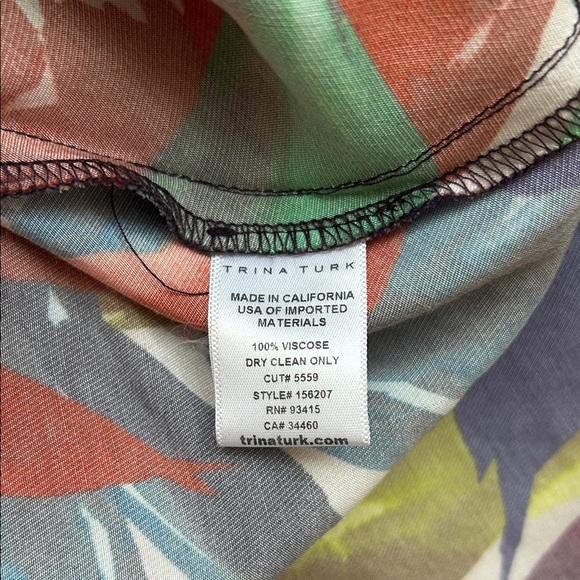 TRINA TURK
MADE IN CALIFORNIA
USA OF IMPORTED
MATERIALS
100% VISCOSE
DRY CLEAN ONLY
CUT# 5559
STYLE# 156207
RN# 93415
CA# 34460
trinaturk.com